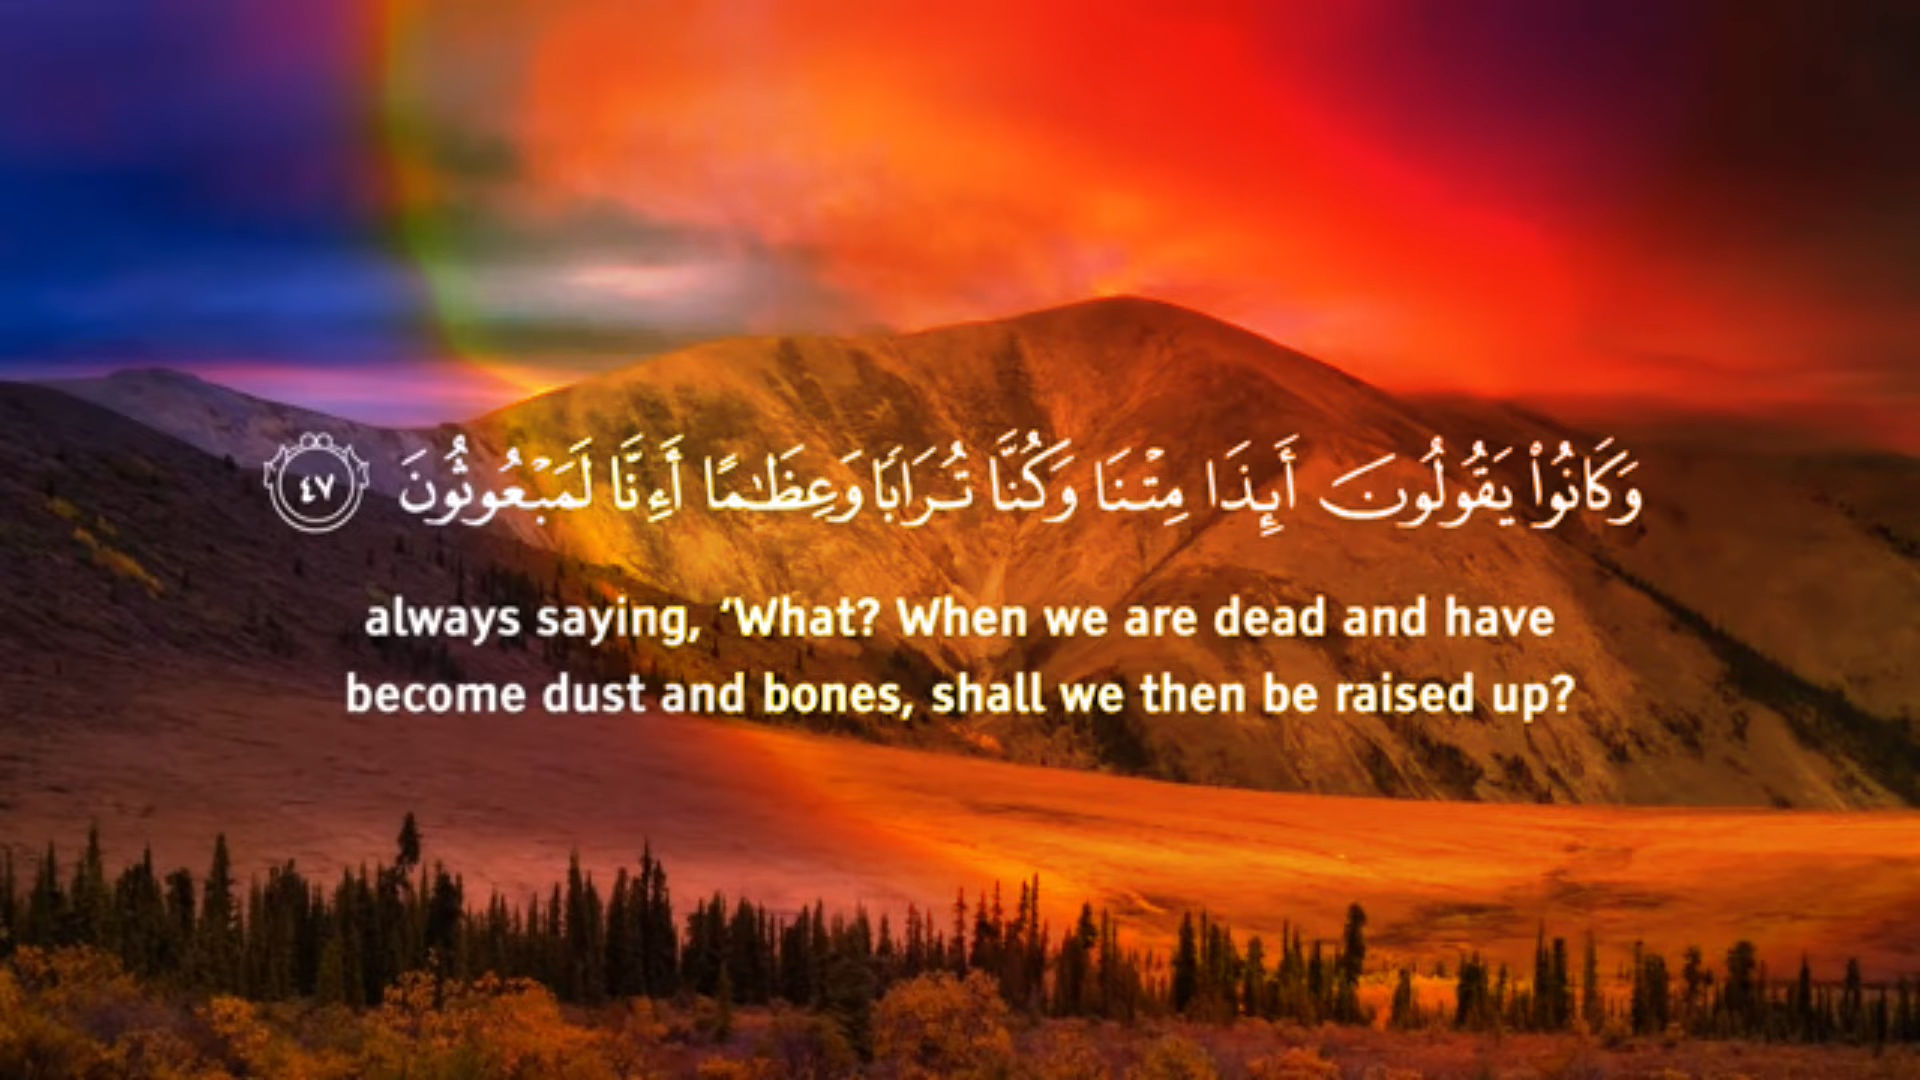 وَكَانُوا۟ يَقُولُونَ أَئِذَا مِتْنَا وَكُنَّا تُرَابًا وَعِظَـٰمًا أَءِنَّا لَمَبْعُوثُونَ ٤٧
always saying, ‘What? When we are dead and have
become dust and bones, shall we then be raised up?